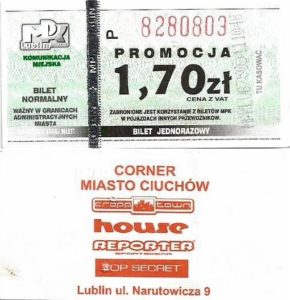 MPK
Lublin
KOMUNIKACJA
MIEJSKA
BILET
NORMALNY
WAŻNY W GRANICACH
ADMINISTRACYJNYCH
MIASTA
P 8280803
PROMOCJA
1,70zł
CENA Z VAT
ZABRONIONE JEST KORZYSTANIE Z BILETÓW MPK
W POJAZDACH INNYCH PRZEWOŹNIKÓW.
BILET JEDNORAZOWY
TU KASOWAĆ
CORNER
MIASTO CIUCHÓW
troll town
house
REPORTER
TOP SECRET
Lublin ul. Narutowicza 9